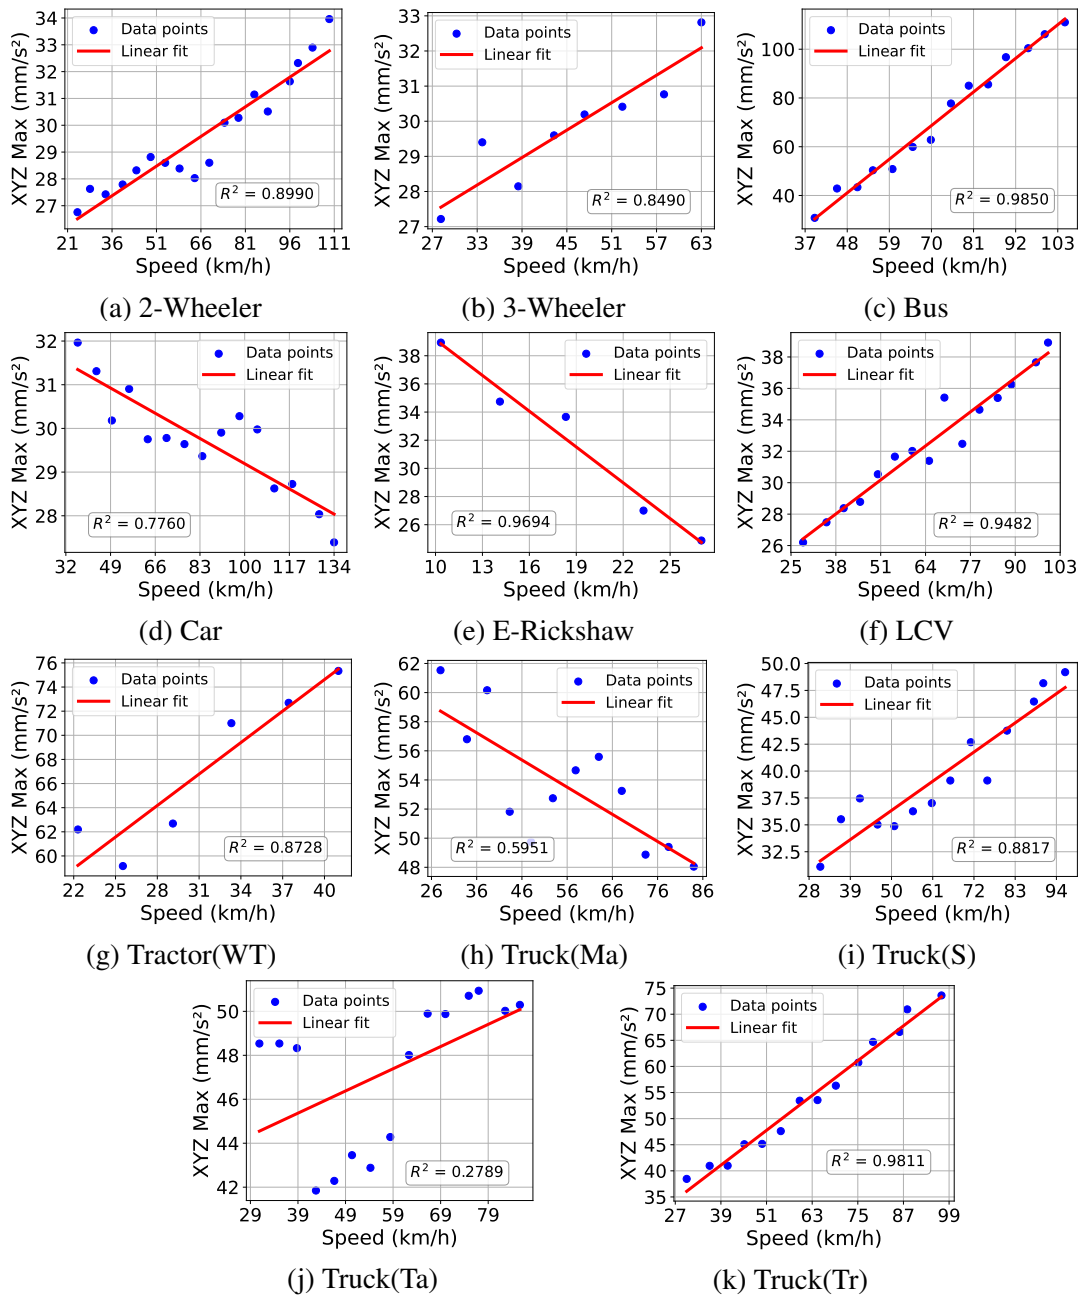 34
33
32
31
30
29
28
27
XYZ Max (mm/s²)
Data points
Linear fit
R² = 0.8990
21 36 51 66 81 96 111
Speed (km/h)
(a) 2-Wheeler
33
32
31
30
29
28
27
XYZ Max (mm/s²)
Data points
Linear fit
R² = 0.8490
27 33 39 45 51 57 63
Speed (km/h)
(b) 3-Wheeler
100
80
60
40
XYZ Max (mm/s²)
Data points
Linear fit
R² = 0.9850
37 48 59 70 81 92 103
Speed (km/h)
(c) Bus
32
31
30
29
28
XYZ Max (mm/s²)
Data points
Linear fit
R² = 0.7760
32 49 66 83 100 117 134
Speed (km/h)
(d) Car
38
36
34
32
30
28
26
XYZ Max (mm/s²)
Data points
Linear fit
R² = 0.9694
10 13 16 19 22 25
Speed (km/h)
(e) E-Rickshaw
38
36
34
32
30
28
26
XYZ Max (mm/s²)
Data points
Linear fit
R² = 0.9482
25 38 51 64 77 90 103
Speed (km/h)
(f) LCV
76
74
72
70
68
66
64
62
60
XYZ Max (mm/s²)
Data points
Linear fit
R² = 0.8728
22 25 28 31 34 37 40
Speed (km/h)
(g) Tractor(WT)
62
60
58
56
54
52
50
48
XYZ Max (mm/s²)
Data points
Linear fit
R² = 0.5951
26 36 46 56 66 76 86
Speed (km/h)
(h) Truck(Ma)
50.0
47.5
45.0
42.5
40.0
37.5
35.0
32.5
XYZ Max (mm/s²)
Data points
Linear fit
R² = 0.8817
28 39 50 61 72 83 94
Speed (km/h)
(i) Truck(S)
50
48
46
44
42
XYZ Max (mm/s²)
Data points
Linear fit
R² = 0.2789
29 39 49 59 69 79
Speed (km/h)
(j) Truck(Ta)
75
70
65
60
55
50
45
40
35
XYZ Max (mm/s²)
Data points
Linear fit
R² = 0.9811
27 39 51 63 75 87 99
Speed (km/h)
(k) Truck(Tr)